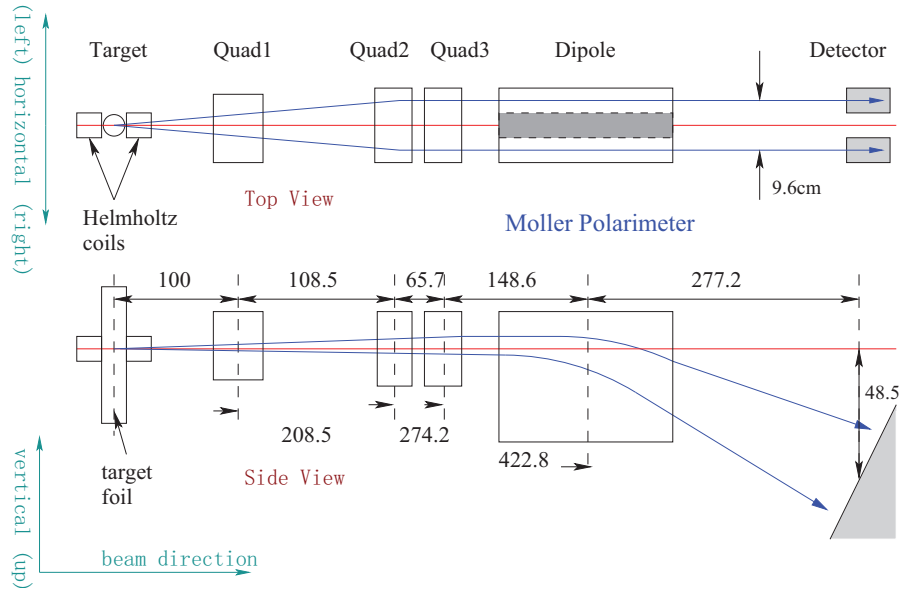 (left) horizontal (right)
Target
Quad1
Quad2
Quad3
Dipole
Detector
Helmholtz
coils
Top View
Moller Polarimeter
9.6cm
100
108.5
65.7
148.6
277.2
48.5
208.5
274.2
422.8
target
foil
Side View
vertical (up)
beam direction